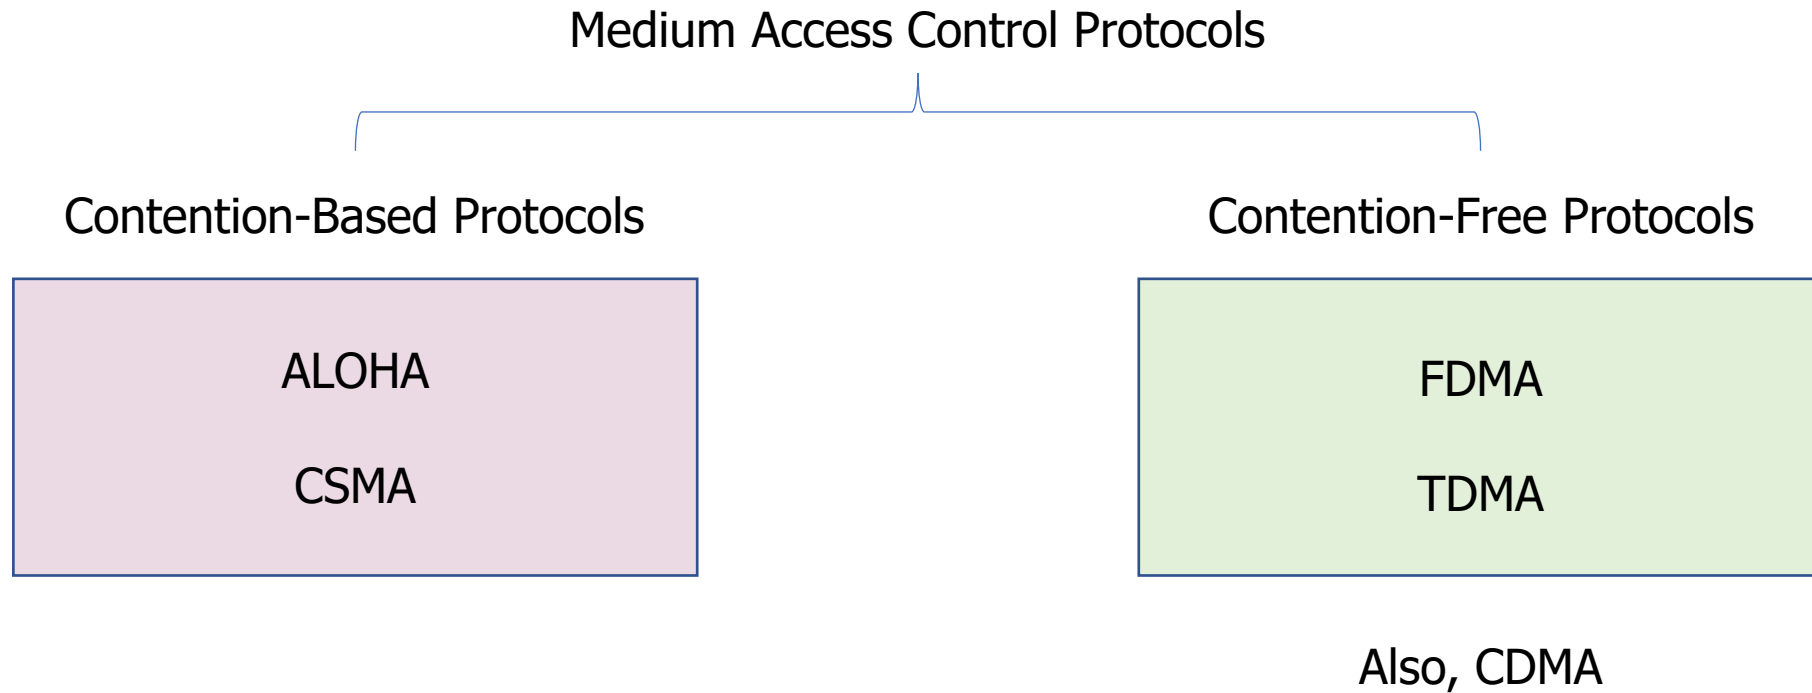 Medium Access Control Protocols
Contention-Based Protocols
ALOHA
CSMA
Contention-Free Protocols
FDMA
TDMA
Also, CDMA